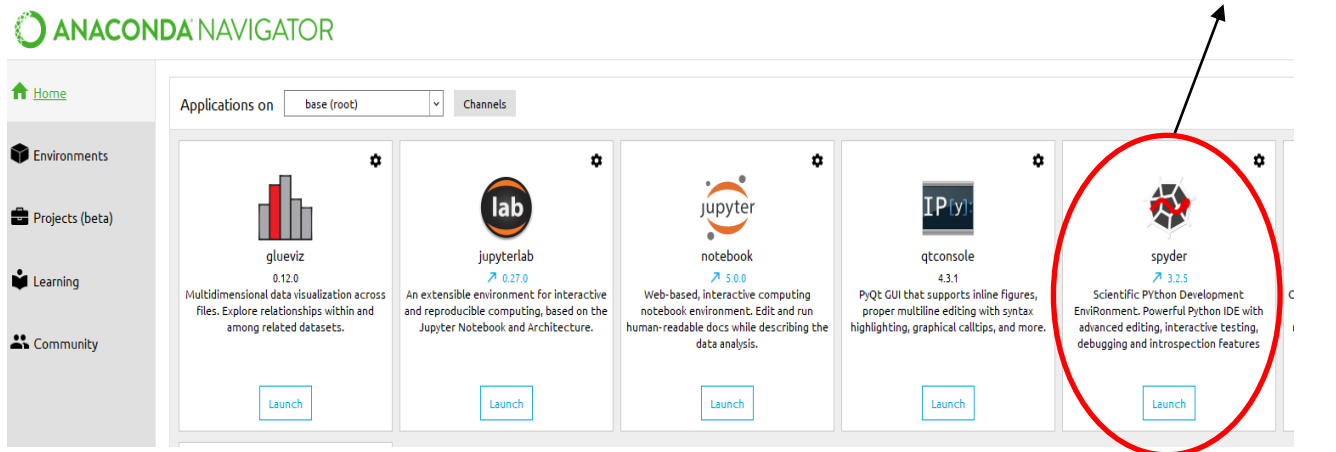 ANACONDA NAVIGATOR
Home
Environments
Projects (beta)
Learning
Community
Applications on base (root) Channels
glueviz
0.12.0
Multidimensional data visualization across
files. Explore relationships within and
among related datasets.
Launch
lab
jupyterlab
0.27.0
An extensible environment for interactive
and reproducible computing, based on the
Jupyter Notebook and Architecture.
Launch
jupyter
notebook
5.0.0
Web-based, interactive computing
notebook environment. Edit and run
human-readable docs while describing the
data analysis.
Launch
IP[y]:
qtconsole
4.3.1
PyQt GUI that supports inline figures,
proper multiline editing with syntax
highlighting, graphical calltips, and more.
Launch
spyder
3.2.5
Scientific PYthon Development
EnviRonment. Powerful Python IDE with
advanced editing, interactive testing,
debugging and introspection features
Launch